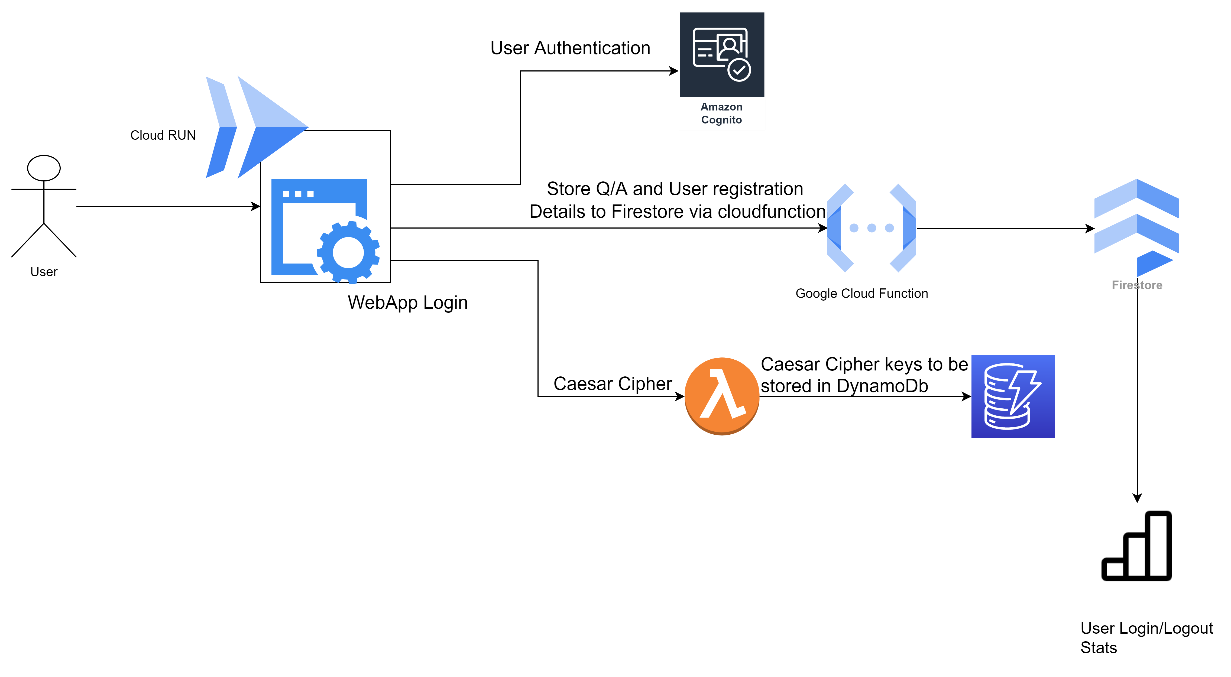 User Authentication
Amazon
Cognito
Cloud RUN
Store Q/A and User registration
Details to Firestore via cloudfunction
User
Google Cloud Function
Firestore
WebApp Login
Caesar Cipher
Caesar Cipher keys to be
stored in DynamoDb
User Login/Logout
Stats